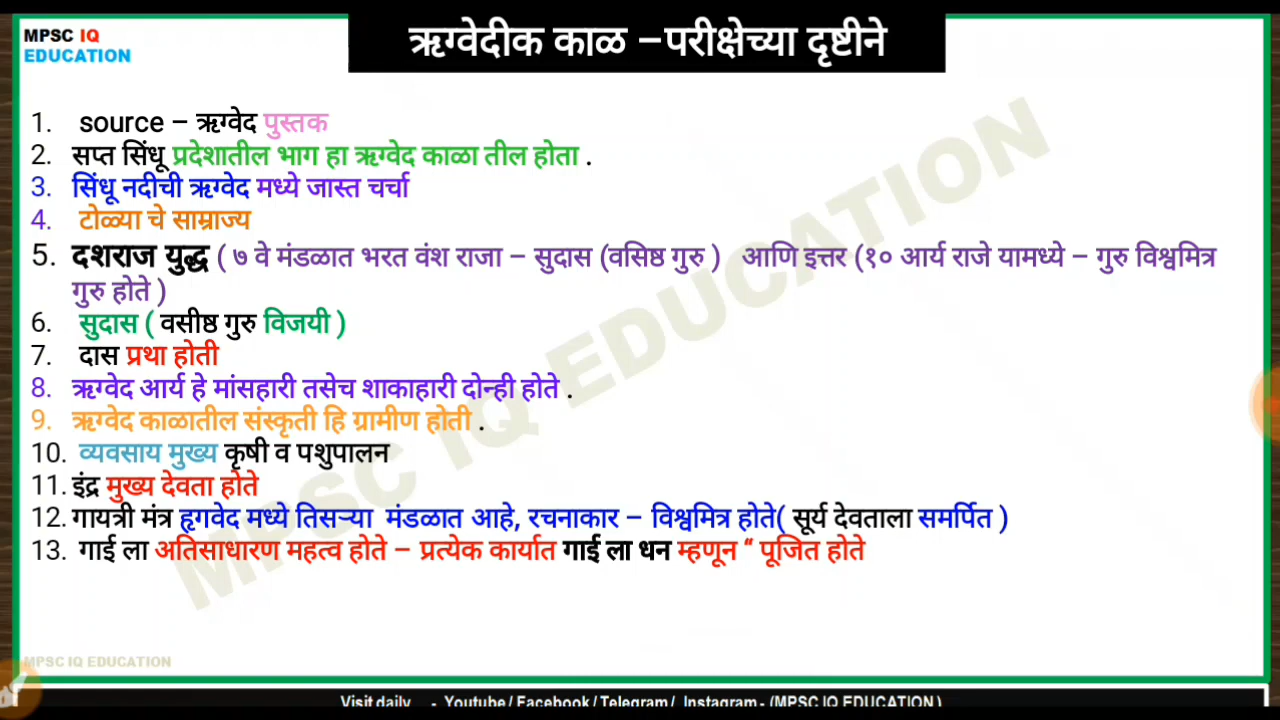 MPSC IQ
EDUCATION
ऋग्वेदीक काळ –परीक्षेच्या दृष्टीने
1. source – ऋग्वेद पुस्तक
2. सप्त सिंधू प्रदेशातील भाग हा ऋग्वेद काळा तील होता .
3. सिंधू नदीची ऋग्वेद मध्ये जास्त चर्चा
4. टोळ्या चे साम्राज्य
5. दशराज युद्ध ( ७ वे मंडळात भरत वंश राजा – सुदास (वसिष्ठ गुरु ) आणि इत्तर (१० आर्य राजे यामध्ये – गुरु विश्वमित्र
गुरु होते )
6. सुदास ( वसीष्ठ गुरु विजयी )
7. दास प्रथा होती
8. ऋग्वेद आर्य हे मांसहारी तसेच शाकाहारी दोन्ही होते .
9. ऋग्वेद काळातील संस्कृती हि ग्रामीण होती .
10. व्यवसाय मुख्य कृषी व पशुपालन
11. इंद्र मुख्य देवता होते
12. गायत्री मंत्र हृगवेद मध्ये तिसऱ्या मंडळात आहे, रचनाकार – विश्वमित्र होते( सूर्य देवताला समर्पित )
13. गाई ला अतिसाधारण महत्व होते – प्रत्येक कार्यात गाई ला धन म्हणून “ पूजित होते
MPSC IQ EDUCATION
MPSC IQ EDUCATION
Visit daily - Youtube / Facebook / Telegram / Instagram - (MPSC IQ EDUCATION )